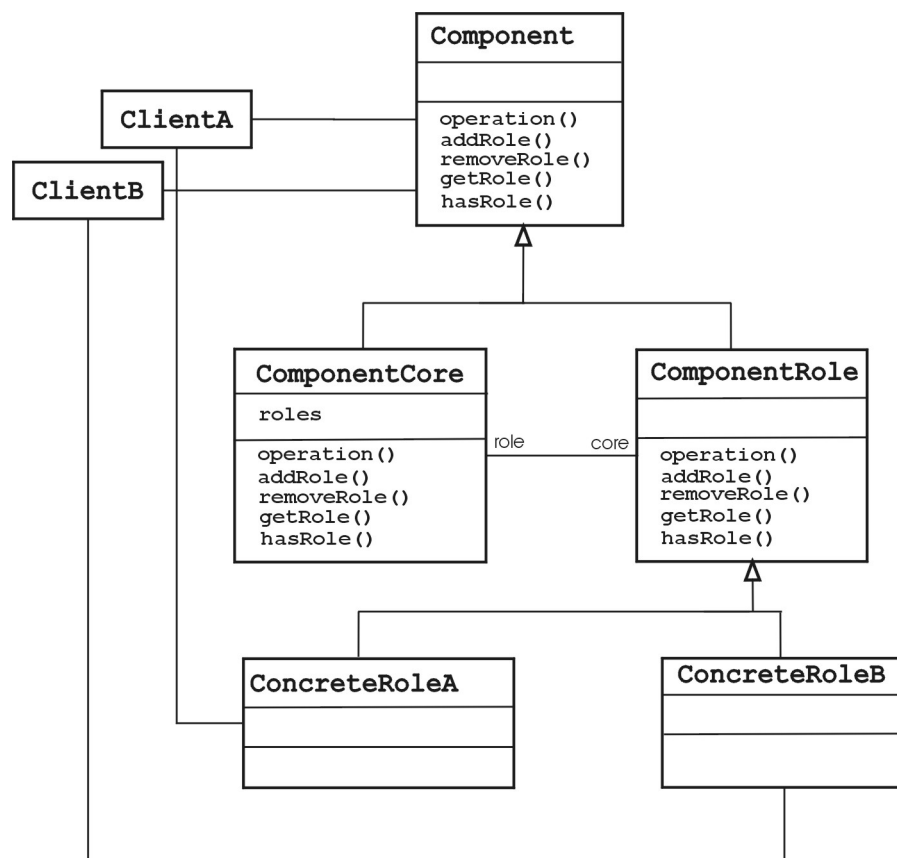 Component
operation()
addRole()
removeRole()
getRole()
hasRole()
ClientA
ClientB
ComponentCore
roles
operation()
addRole()
removeRole()
getRole()
hasRole()
role
core
ComponentRole
operation()
addRole()
removeRole()
getRole()
hasRole()
ConcreteRoleA
ConcreteRoleB